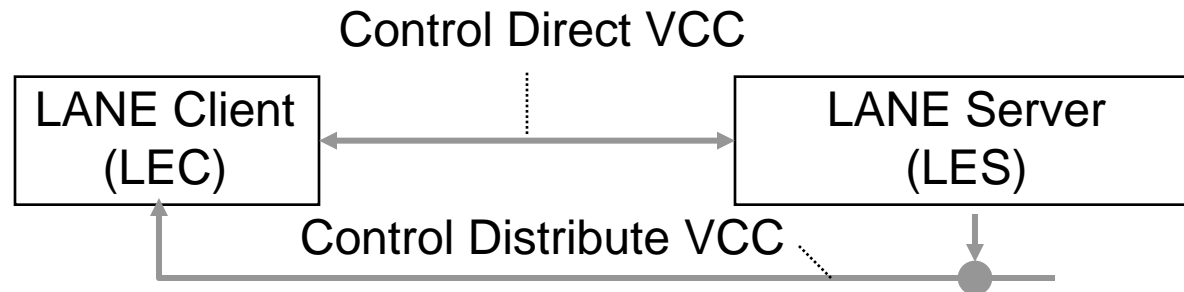 Control Direct VCC
LANE Client
(LEC)
LANE Server
(LES)
Control Distribute VCC